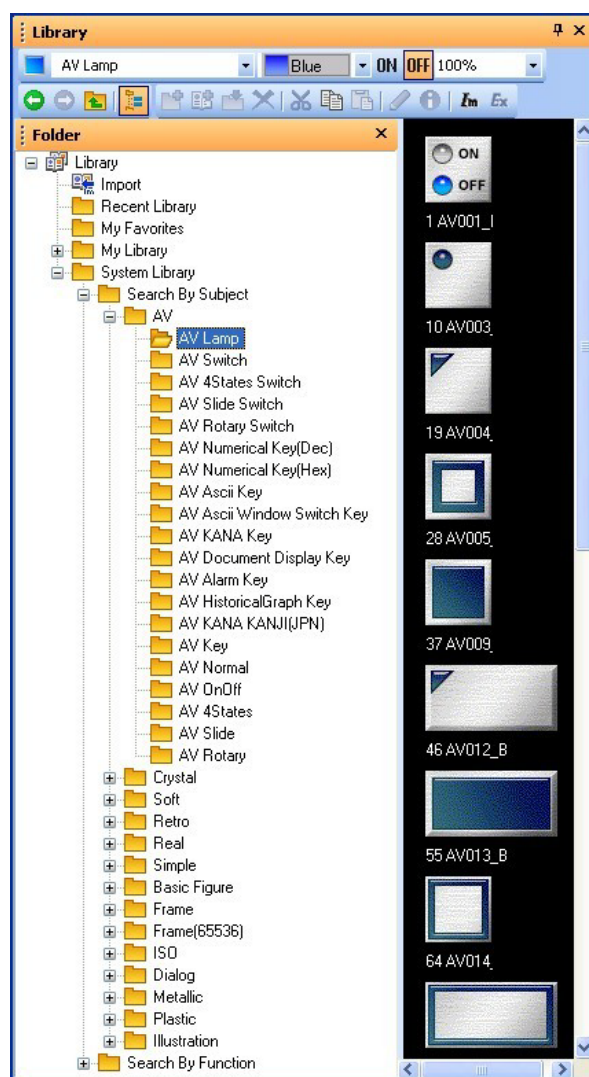 Library
AV Lamp Blue ON OFF 100%
Im Ex
Folder
Library
Import
Recent Library
My Favorites
My Library
System Library
Search By Subject
AV
AV Lamp
AV Switch
AV 4States Switch
AV Slide Switch
AV Rotary Switch
AV Numerical Key(Dec)
AV Numerical Key(Hex)
AV Ascii Key
AV Ascii Window Switch Key
AV KANA Key
AV Document Display Key
AV Alarm Key
AV HistoricalGraph Key
AV KANA KANJI(JPN)
AV Key
AV Normal
AV OnOff
AV 4States
AV Slide
AV Rotary
Crystal
Soft
Retro
Real
Simple
Basic Figure
Frame
Frame(65536)
ISO
Dialog
Metallic
Plastic
Illustration
Search By Function
ON
OFF
1 AV001_
10 AV003_
19 AV004_
28 AV005_
37 AV009_
46 AV012_B
55 AV013_B
64 AV014_